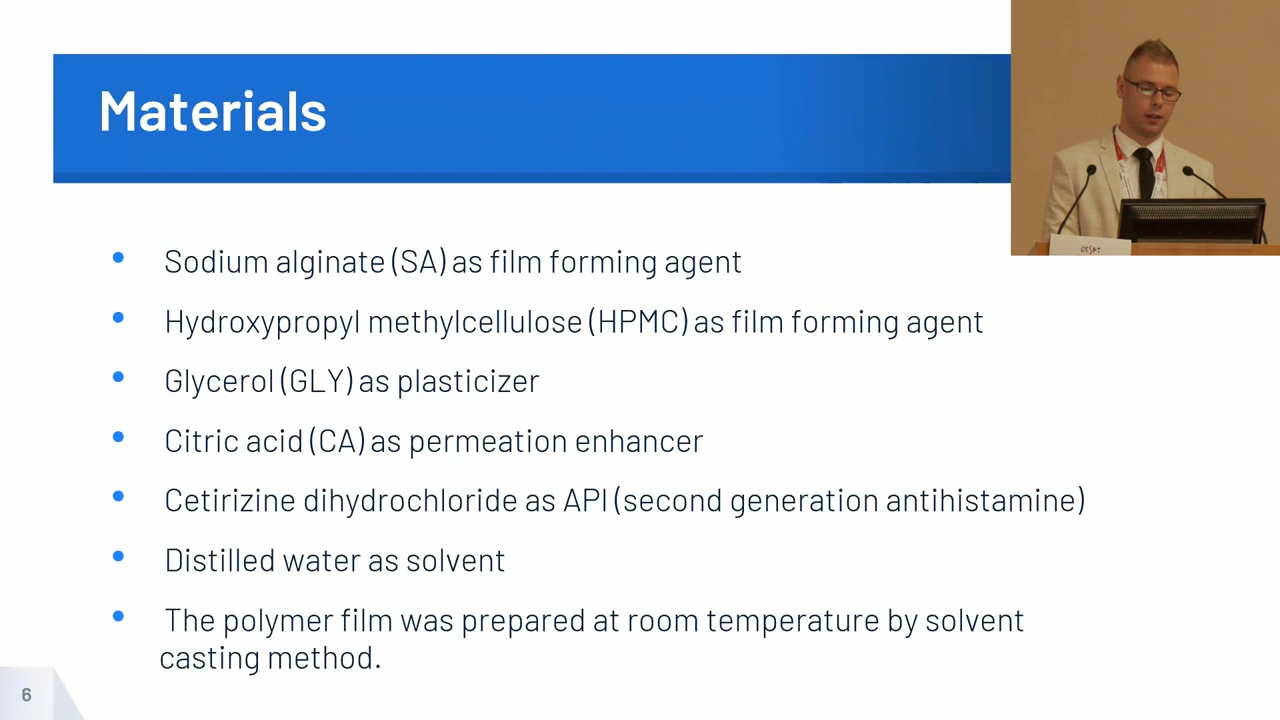 Materials
Sodium alginate (SA) as film forming agent
Hydroxypropyl methylcellulose (HPMC) as film forming agent
Glycerol (GLY) as plasticizer
Citric acid (CA) as permeation enhancer
Cetirizine dihydrochloride as API (second generation antihistamine)
Distilled water as solvent
The polymer film was prepared at room temperature by solvent
casting method.
6